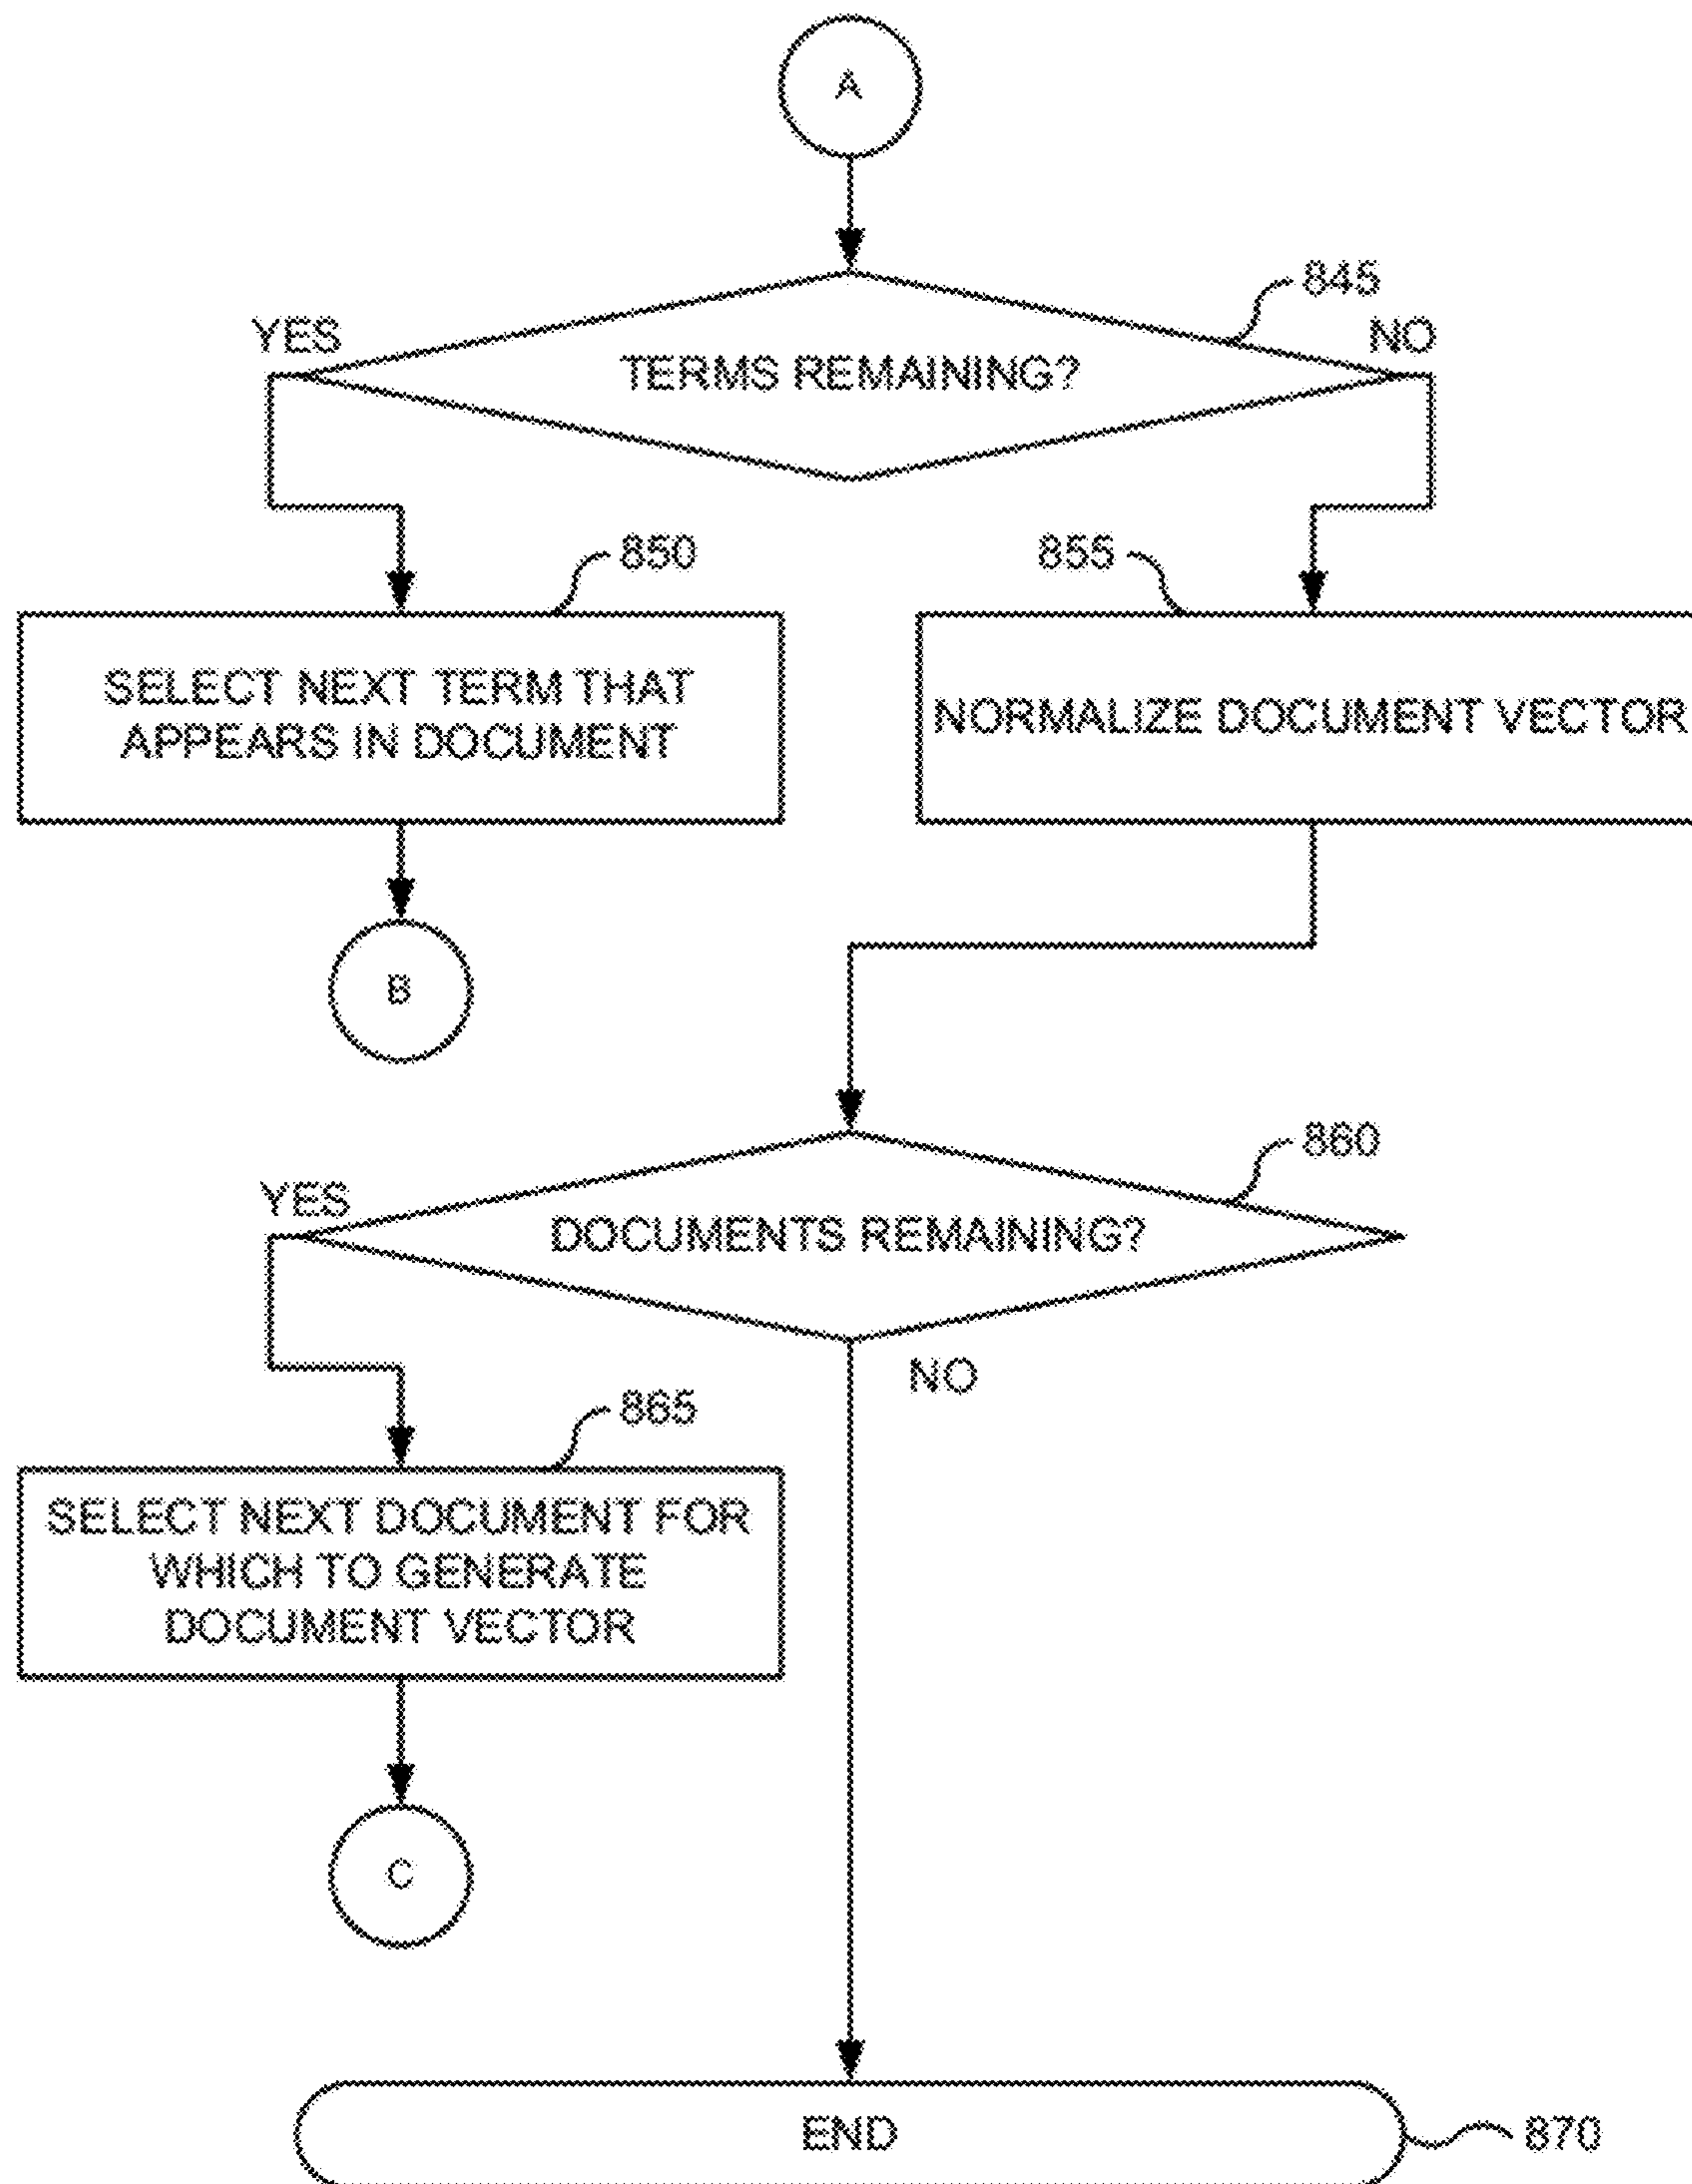 A
845
YES
NO
TERMS REMAINING?
850
855
SELECT NEXT TERM THAT
APPEARS IN DOCUMENT
NORMALIZE DOCUMENT VECTOR
B
860
YES
DOCUMENTS REMAINING?
NO
865
SELECT NEXT DOCUMENT FOR
WHICH TO GENERATE
DOCUMENT VECTOR
C
END
870